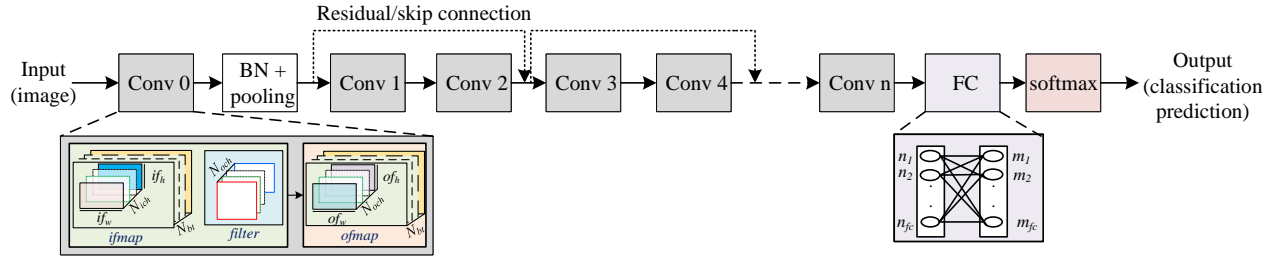 Residual/skip connection
Input
(image)
Conv 0
BN +
pooling
Conv 1
Conv 2
Conv 3
Conv 4
Conv n
FC
softmax
Output
(classification
prediction)
if_h
N_ich
if_w
N_bt
ifmap
N_och
filter
of_h
N_och
of_w
N_bt
ofmap
n_1
n_2
n_fc
m_1
m_2
m_fc